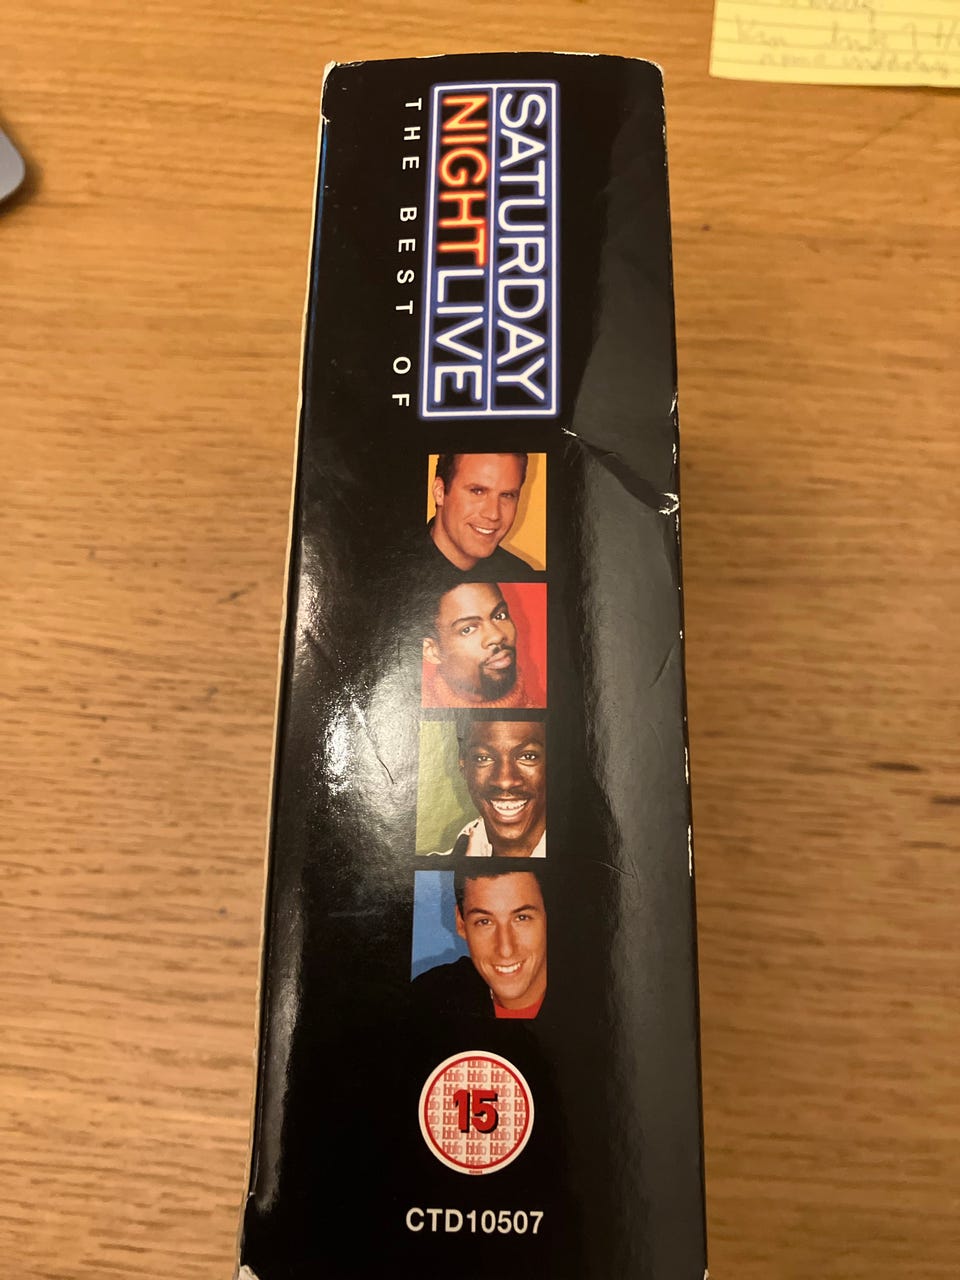 SATURDAY
NIGHT LIVE
THE BEST OF
15
CTD10507